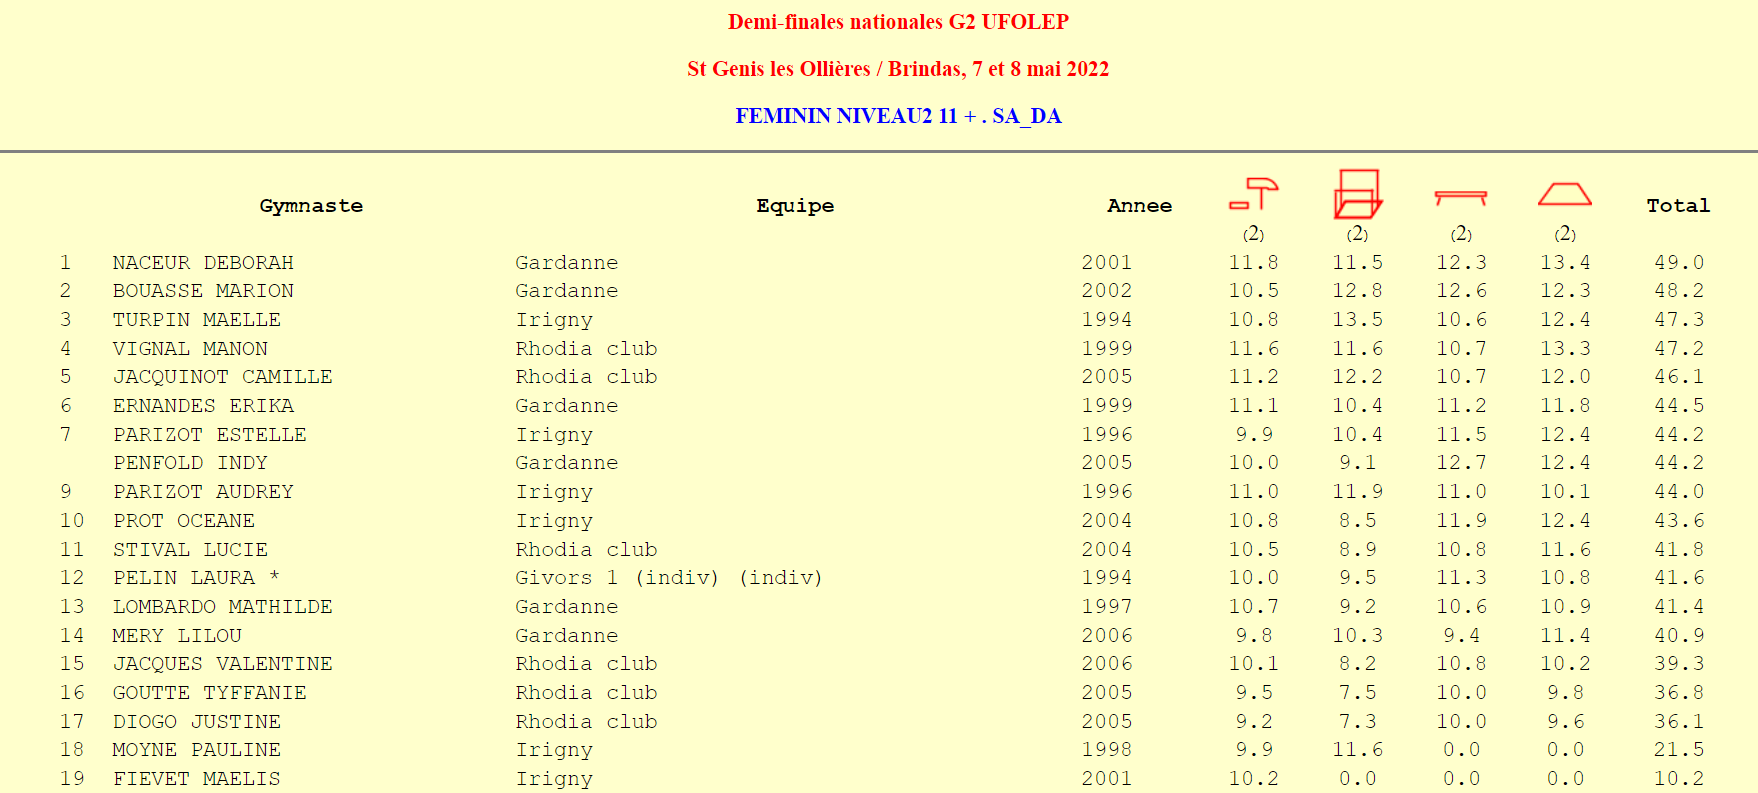 Demi-finales nationales G2 UFOLEP
St Genis les Ollières / Brindas, 7 et 8 mai 2022
FEMININ NIVEAU2 11 + . SA_DA
Gymnaste Equipe Annee Total
(2) (2) (2) (2)
1 NACEUR DEBORAH Gardanne 2001 11.8 11.5 12.3 13.4 49.0
2 BOUASSE MARION Gardanne 2002 10.5 12.8 12.6 12.3 48.2
3 TURPIN MAELLE Irigny 1994 10.8 13.5 10.6 12.4 47.3
4 VIGNAL MANON Rhodia club 1999 11.6 11.6 10.7 13.3 47.2
5 JACQUINOT CAMILLE Rhodia club 2005 11.2 12.2 10.7 12.0 46.1
6 ERNANDES ERIKA Gardanne 1999 11.1 10.4 11.2 11.8 44.5
7 PARIZOT ESTELLE Irigny 1996 9.9 10.4 11.5 12.4 44.2
PENFOLD INDY Gardanne 2005 10.0 9.1 12.7 12.4 44.2
9 PARIZOT AUDREY Irigny 1996 11.0 11.9 11.0 10.1 44.0
10 PROT OCEANE Irigny 2004 10.8 8.5 11.9 12.4 43.6
11 STIVAL LUCIE Rhodia club 2004 10.5 8.9 10.8 11.6 41.8
12 PELIN LAURA * Givors 1 (indiv) (indiv) 1994 10.0 9.5 11.3 10.8 41.6
13 LOMBARDO MATHILDE Gardanne 1997 10.7 9.2 10.6 10.9 41.4
14 MERY LILOU Gardanne 2006 9.8 10.3 9.4 11.4 40.9
15 JACQUES VALENTINE Rhodia club 2006 10.1 8.2 10.8 10.2 39.3
16 GOUTTE TYFFANIE Rhodia club 2005 9.5 7.5 10.0 9.8 36.8
17 DIOGO JUSTINE Rhodia club 2005 9.2 7.3 10.0 9.6 36.1
18 MOYNE PAULINE Irigny 1998 9.9 11.6 0.0 0.0 21.5
19 FIEVET MAELIS Irigny 2001 10.2 0.0 0.0 0.0 10.2